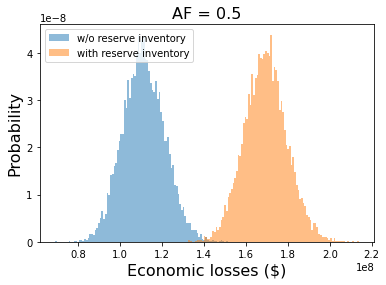 AF = 0.5
1e−8
w/o reserve inventory
with reserve inventory
4
3
2
1
0
Probability
0.8 1.0 1.2 1.4 1.6 1.8 2.0 2.2
1e8
Economic losses ($)